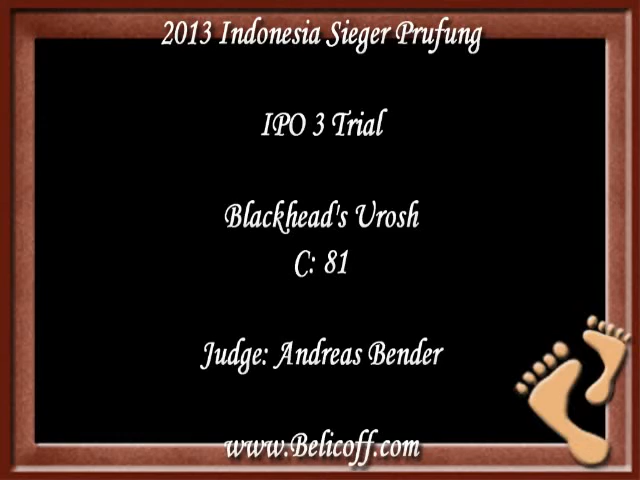 2013 Indonesia Sieger Prufung
IPO 3 Trial
Blackhead's Urosh
C: 81
Judge: Andreas Bender
www.Belicoff.com